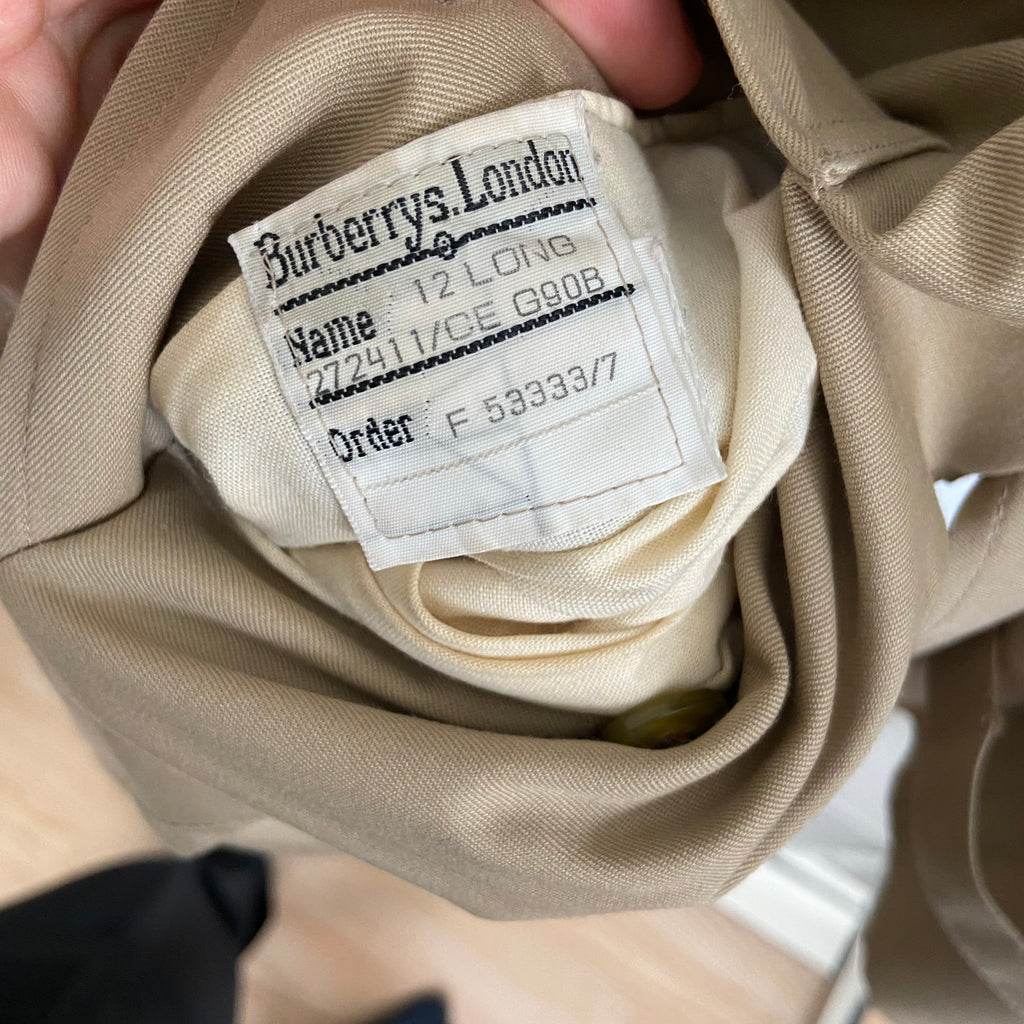 Burberrys.London
12 LONG
Name
272411/CE G90B
Order F 53333/7